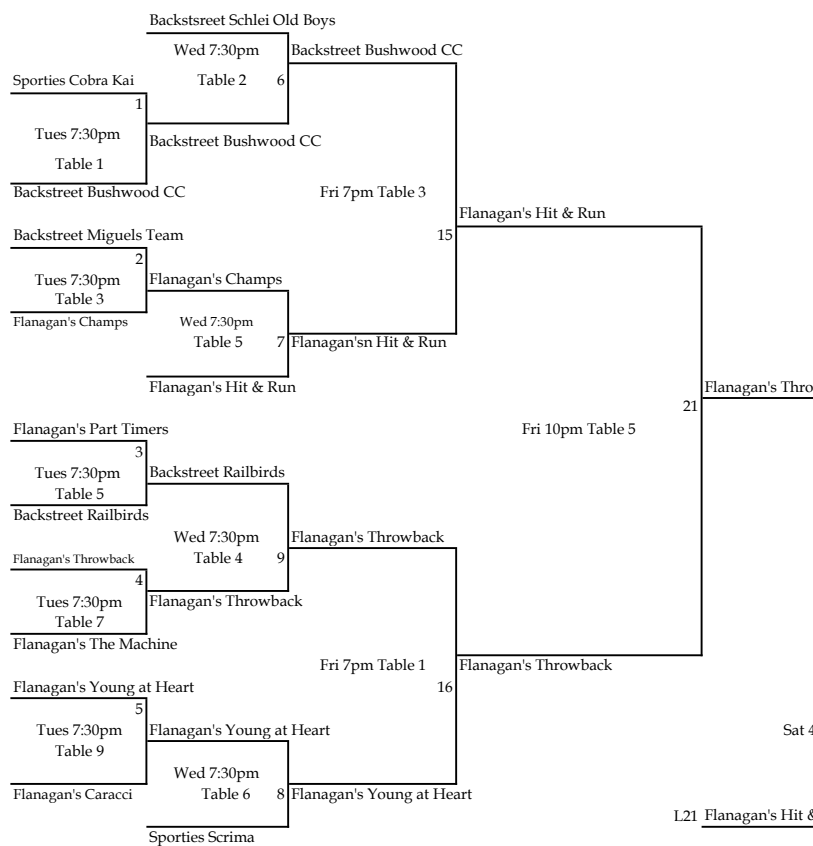 Backstsreet Schlei Old Boys
Wed 7:30pm
Backstreet Bushwood CC
Sporties Cobra Kai
Table 2
6
1
Tues 7:30pm
Backstreet Bushwood CC
Table 1
Backstreet Bushwood CC
Fri 7pm Table 3
Flanagan's Hit & Run
Backstreet Miguels Team
15
2
Tues 7:30pm
Flanagan's Champs
Table 3
Flanagan's Champs
Wed 7:30pm
Table 5
7
Flanagan'sn Hit & Run
Flanagan's Hit & Run
Flanagan's Thro
21
Flanagan's Part Timers
Fri 10pm Table 5
3
Tues 7:30pm
Backstreet Railbirds
Table 5
Backstreet Railbirds
Wed 7:30pm
Flanagan's Throwback
Flanagan's Throwback
Table 4
9
4
Tues 7:30pm
Flanagan's Throwback
Table 7
Flanagan's The Machine
Fri 7pm Table 1
Flanagan's Throwback
Flanagan's Young at Heart
16
5
Tues 7:30pm
Flanagan's Young at Heart
Sat 4
Table 9
Wed 7:30pm
Flanagan's Caracci
Table 6
8
Flanagan's Young at Heart
L21
Flanagan's Hit &
Sporties Scrima